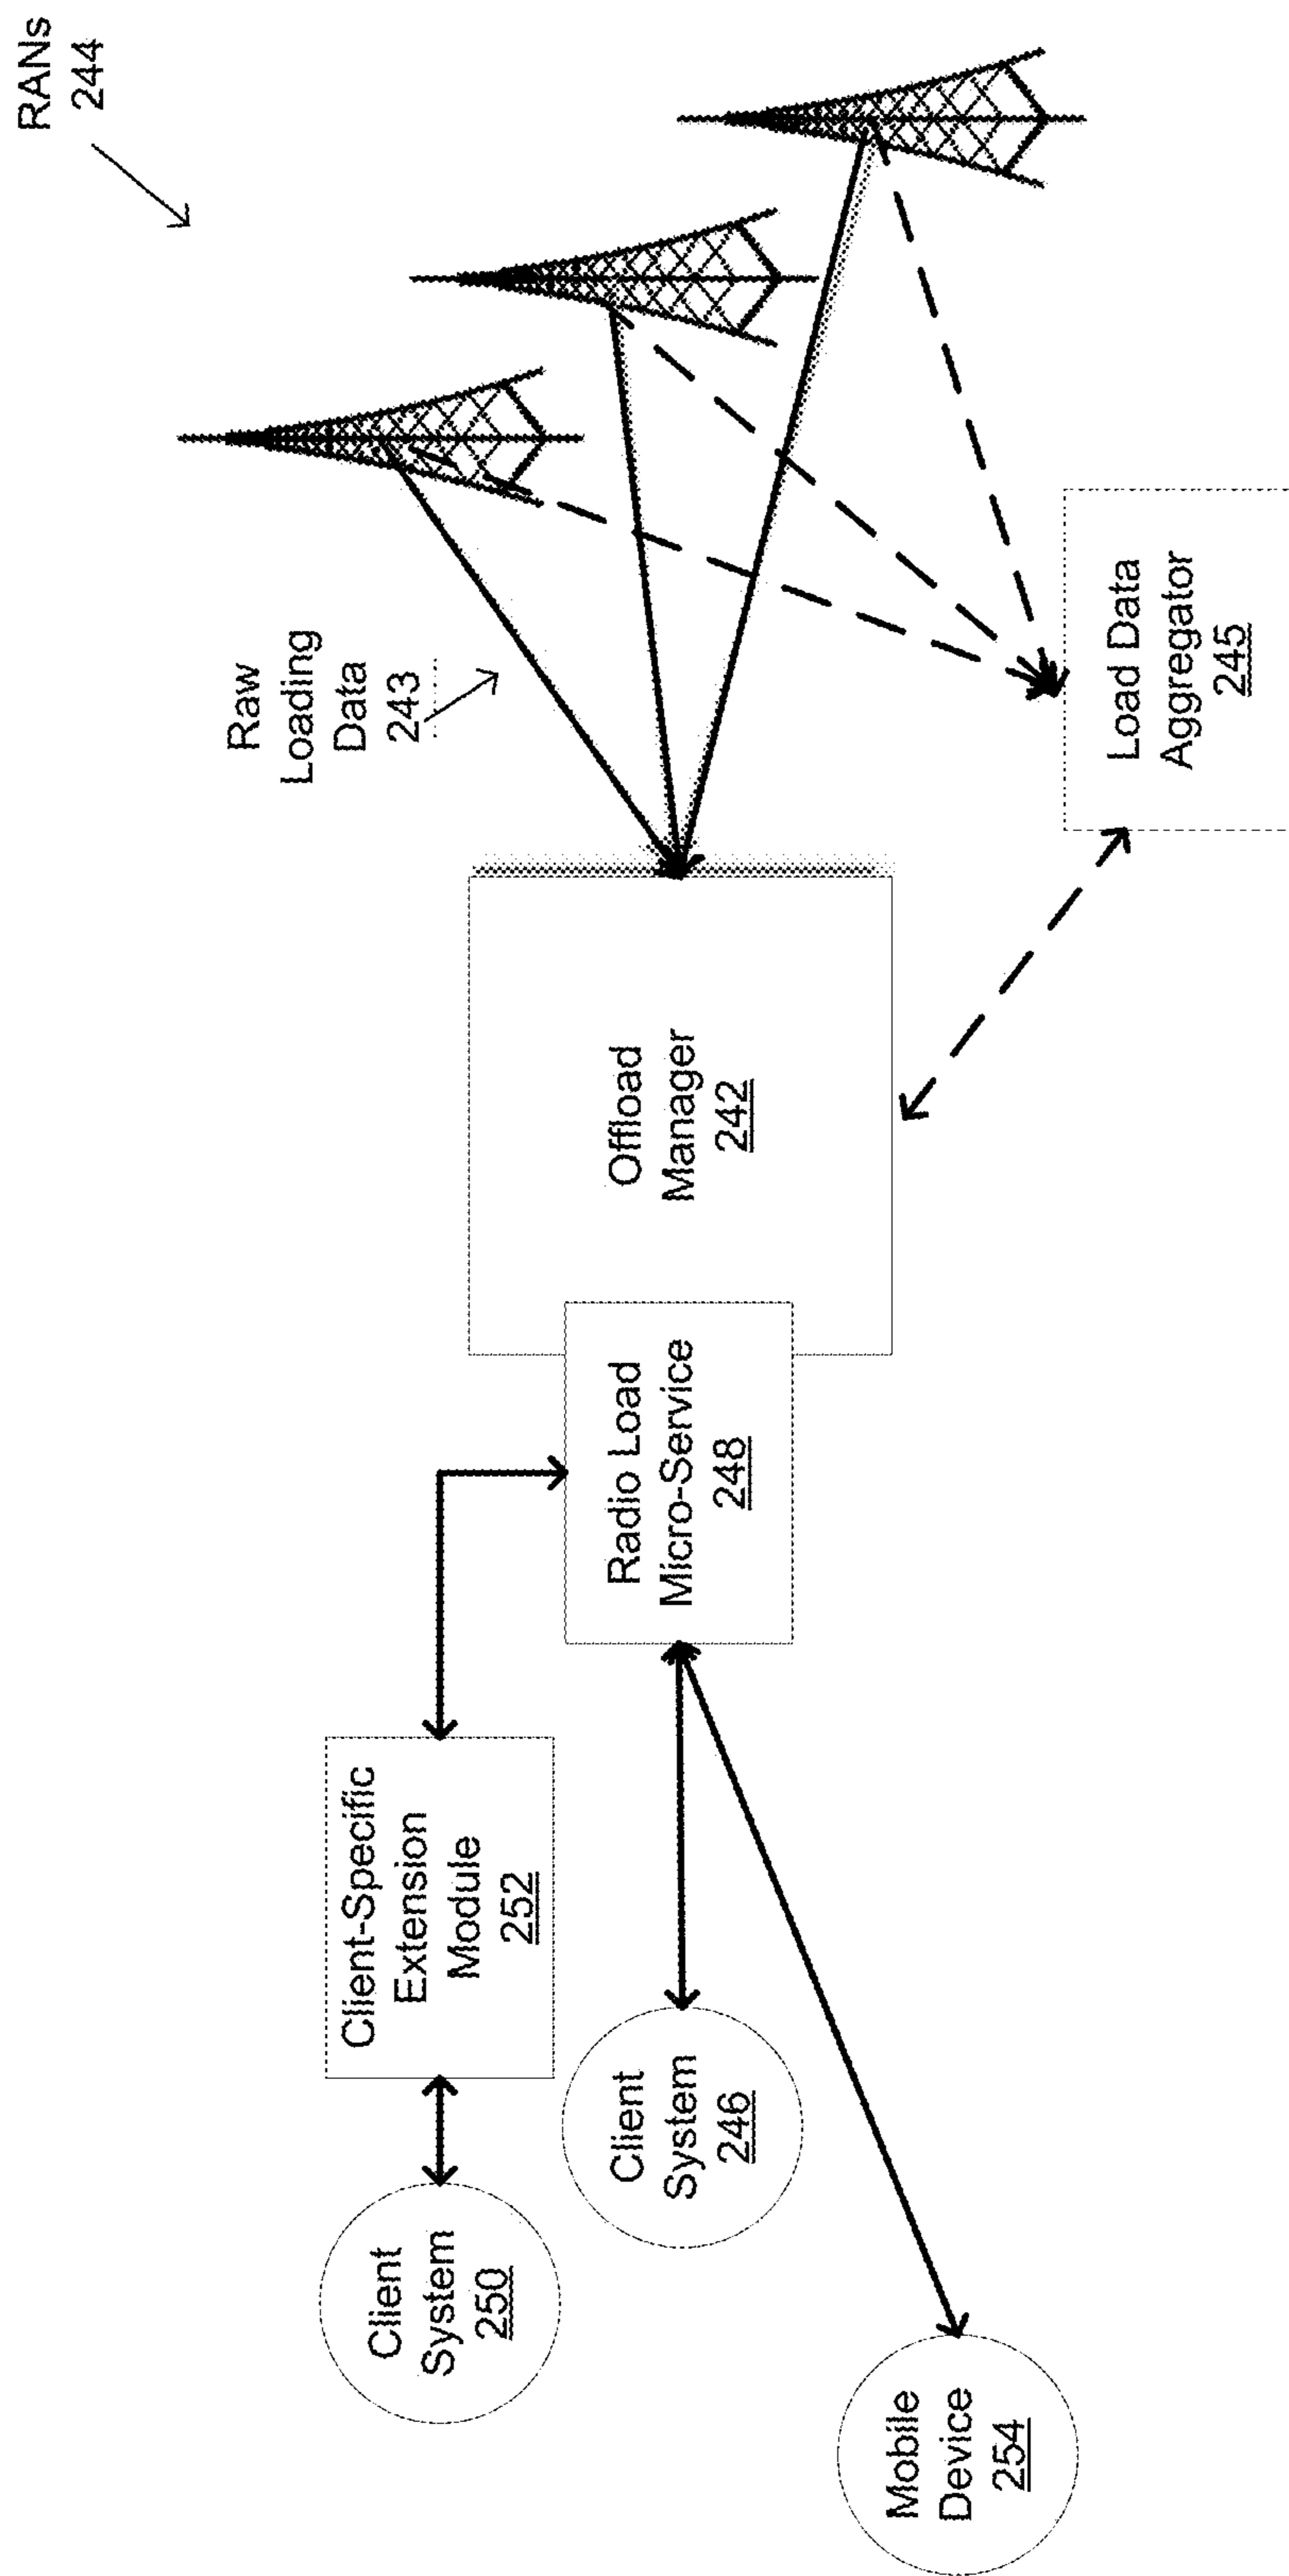 RANs
244
Raw
Loading
Data
243
Load Data
Aggregator
245
Offload
Manager
242
Radio Load
Micro-Service
248
Client-Specific
Extension
Module
252
Client
System
250
Client
System
246
Mobile
Device
254